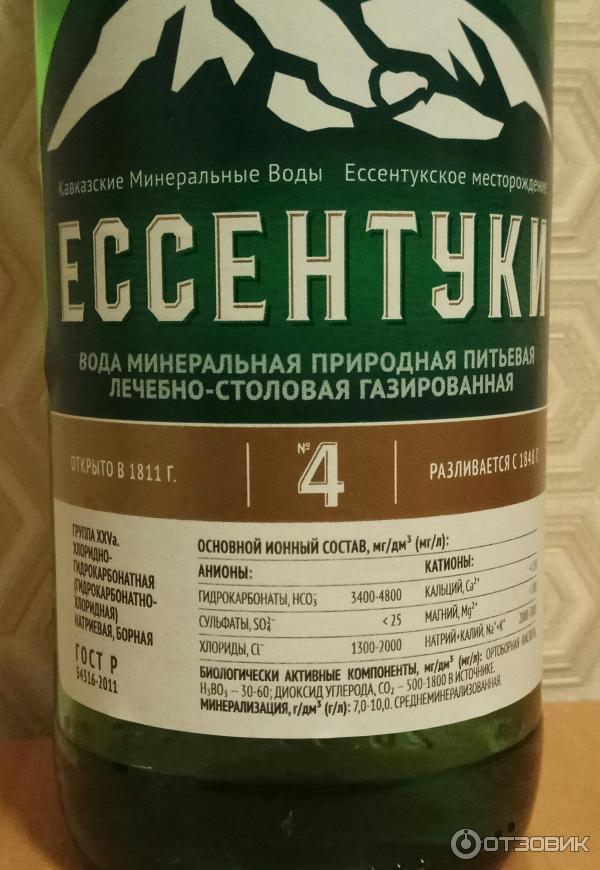 Кавказские Минеральные Воды Ессентукское месторождение
ЕССЕНТУКИ
ВОДА МИНЕРАЛЬНАЯ ПРИРОДНАЯ ПИТЬЕВАЯ
ЛЕЧЕБНО-СТОЛОВАЯ ГАЗИРОВАННАЯ
ОТКРЫТО В 1811 Г.
№ 4
РАЗЛИВАЕТСЯ С 1848 Г
ГРУППА XXVа.
ХЛОРИДНО-
ГИДРОКАРБОНАТНАЯ
(ГИДРОКАРБОНАТНО-
ХЛОРИДНАЯ)
НАТРИЕВАЯ, БОРНАЯ
ГОСТ Р
54316-2011
ОСНОВНОЙ ИОННЫЙ СОСТАВ, мг/дм³ (мг/л):
АНИОНЫ: КАТИОНЫ:
ГИДРОКАРБОНАТЫ, HCO₃⁻ 3400-4800 КАЛЬЦИЙ, Ca²⁺
СУЛЬФАТЫ, SO₄²⁻ < 25 МАГНИЙ, Mg²⁺
ХЛОРИДЫ, Cl⁻ 1300-2000 НАТРИЙ+КАЛИЙ, Na⁺+K⁺
БИОЛОГИЧЕСКИ АКТИВНЫЕ КОМПОНЕНТЫ, мг/дм³ (мг/л): ОРТОБОРНАЯ КИСЛОТА,
H₃BO₃ – 30-60; ДИОКСИД УГЛЕРОДА, CO₂ – 500-1800 В ИСТОЧНИКЕ.
МИНЕРАЛИЗАЦИЯ, г/дм³ (г/л): 7,0-10,0. СРЕДНЕМИНЕРАЛИЗОВАННАЯ.
ОТЗОВИК